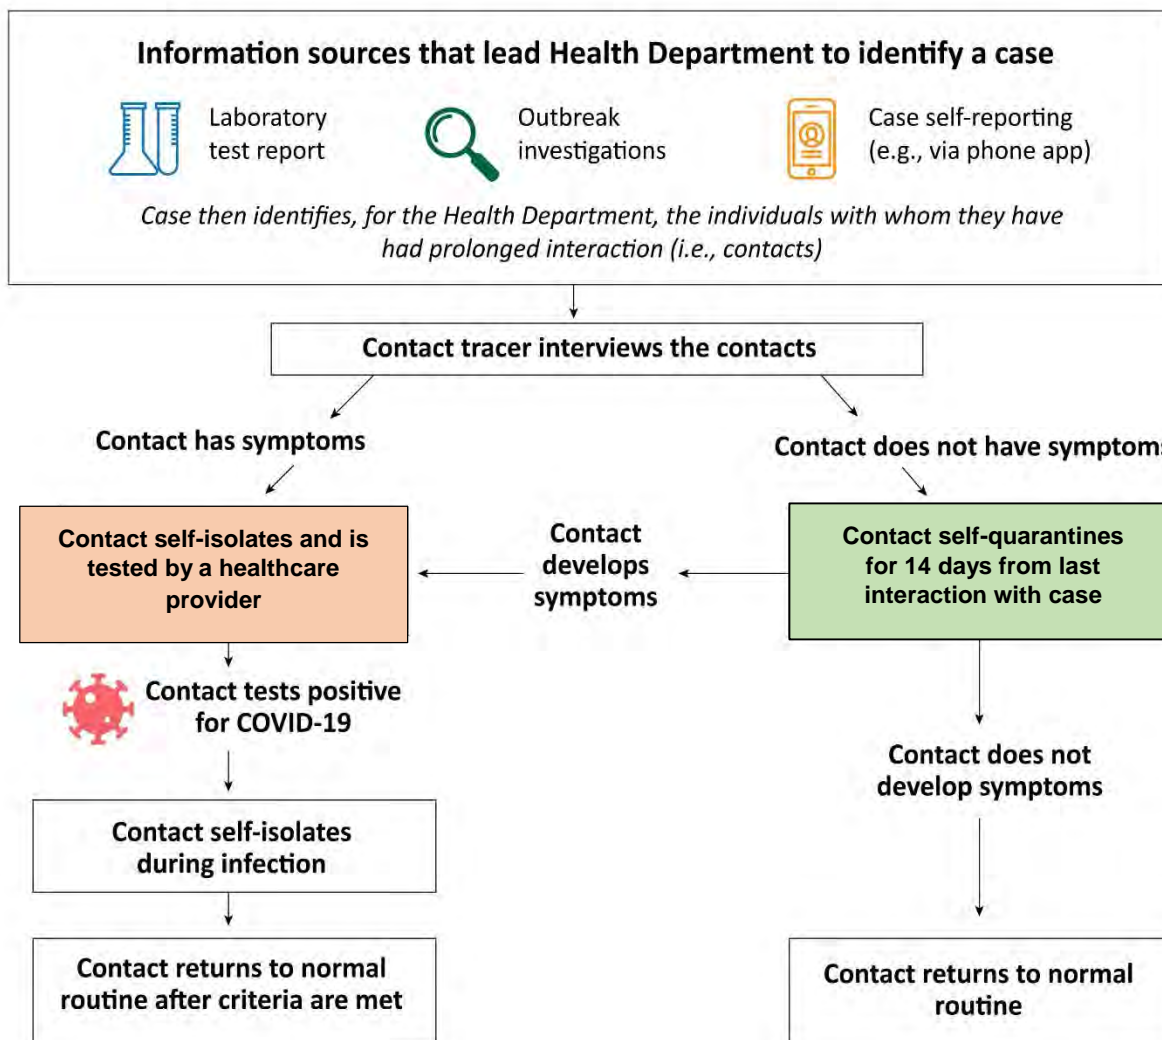 Information sources that lead Health Department to identify a case
Laboratory
test report
Outbreak
investigations
Case self-reporting
(e.g., via phone app)
Case then identifies, for the Health Department, the individuals with whom they have
had prolonged interaction (i.e., contacts)
Contact tracer interviews the contacts
Contact has symptoms
Contact does not have symptoms
Contact self-isolates and is
tested by a healthcare
provider
Contact
develops
symptoms
Contact self-quarantines
for 14 days from last
interaction with case
Contact tests positive
for COVID-19
Contact does not
develop symptoms
Contact self-isolates
during infection
Contact returns to normal
routine after criteria are met
Contact returns to normal
routine